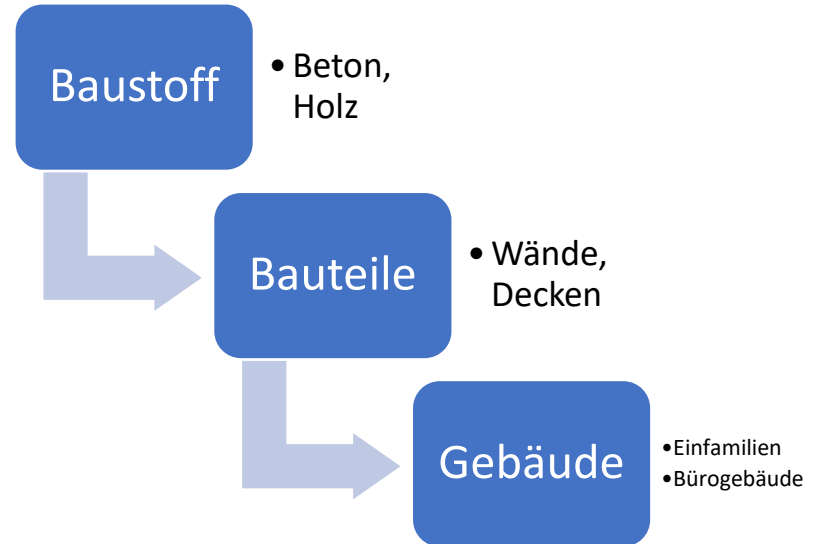 Baustoff
• Beton,
Holz
Bauteile
• Wände,
Decken
Gebäude
•Einfamilien
•Bürogebäude